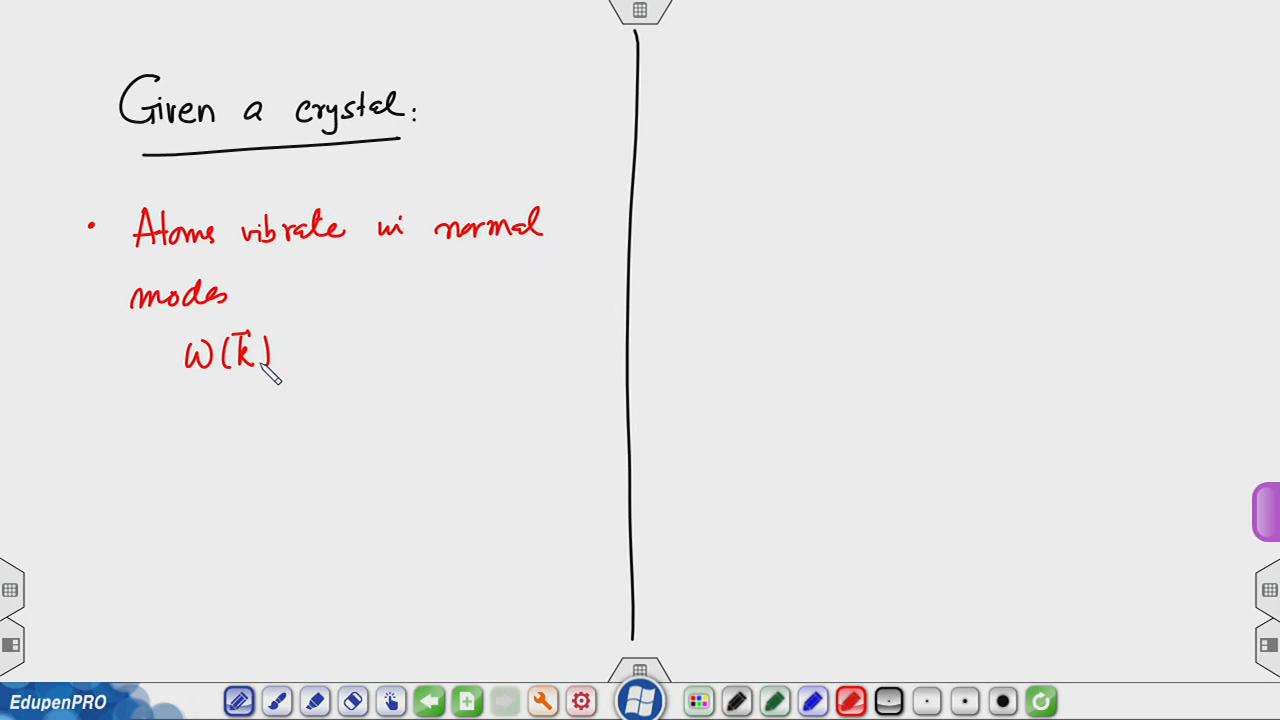 Given a crystal:
• Atoms vibrate in normal
modes
ω(k̄)
EdupenPRO